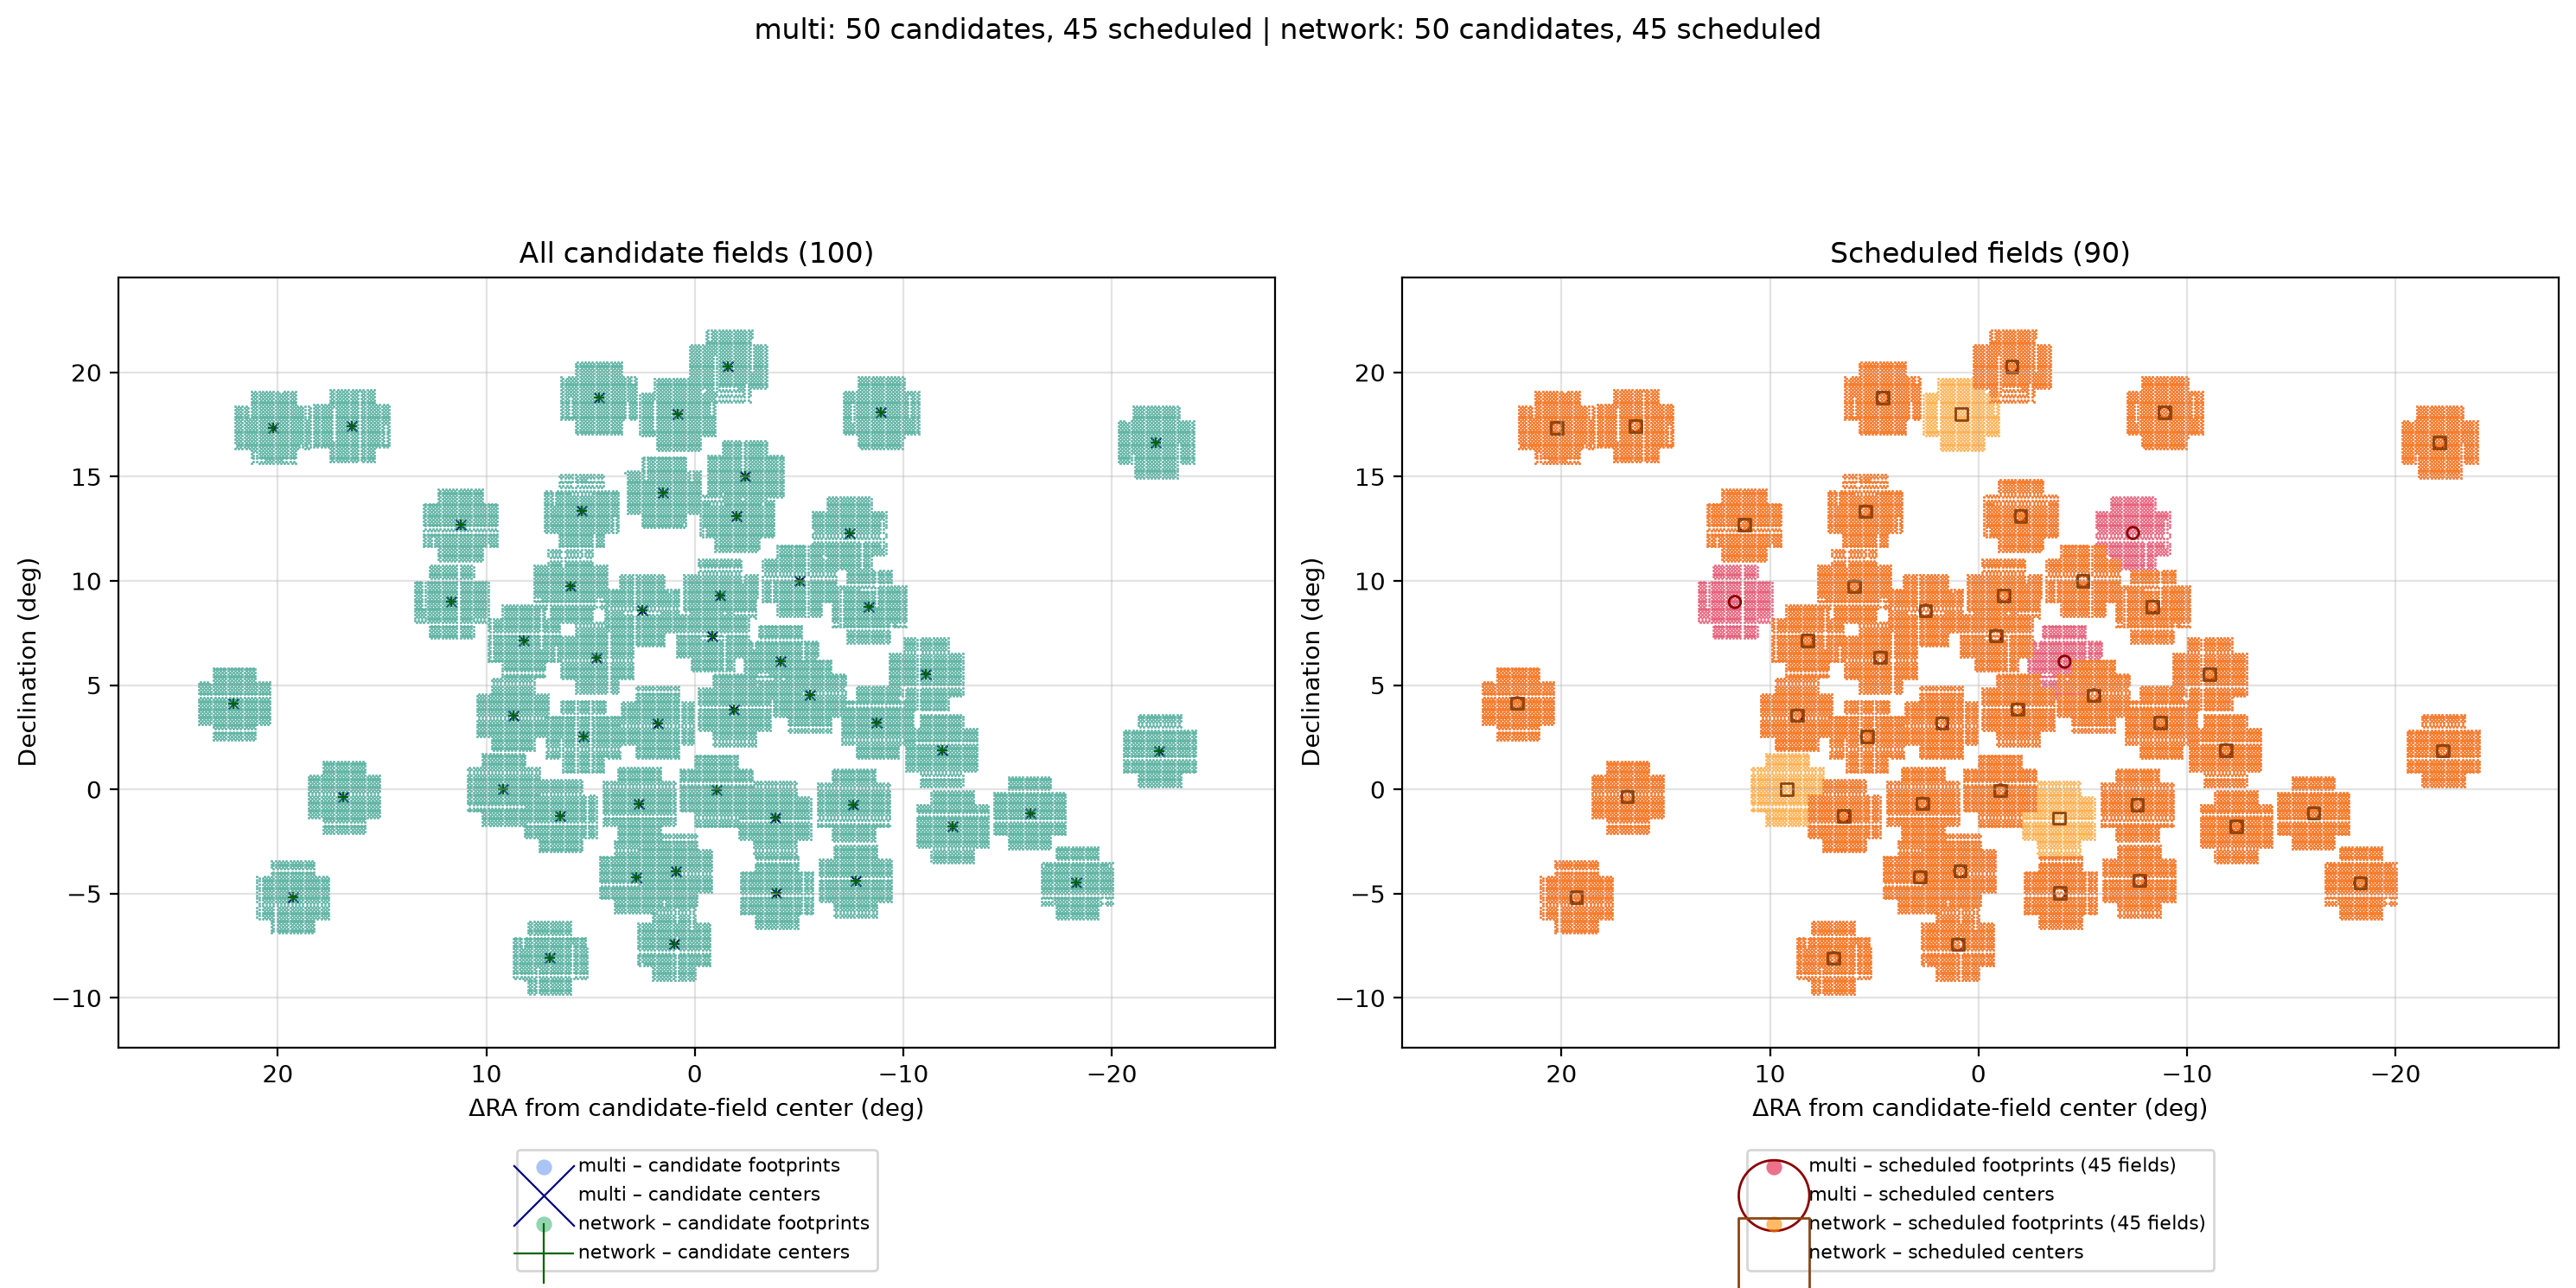 multi: 50 candidates, 45 scheduled | network: 50 candidates, 45 scheduled
All candidate fields (100)
Declination (deg)
20
15
10
5
0
−5
−10
20
10
0
−10
−20
ΔRA from candidate-field center (deg)
multi – candidate footprints
multi – candidate centers
network – candidate footprints
network – candidate centers
Scheduled fields (90)
Declination (deg)
20
15
10
5
0
−5
−10
20
10
0
−10
−20
ΔRA from candidate-field center (deg)
multi – scheduled footprints (45 fields)
multi – scheduled centers
network – scheduled footprints (45 fields)
network – scheduled centers